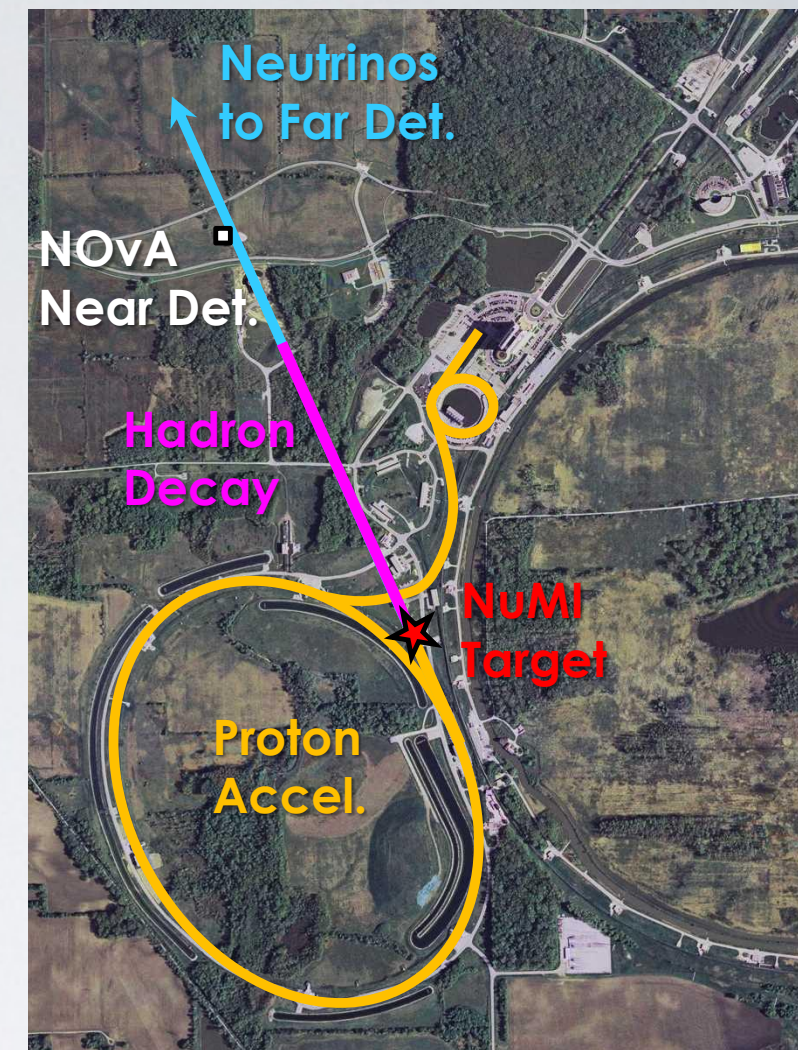 Neutrinos
to Far Det.
NOvA
Near Det.
Hadron
Decay
NuMI
Target
Proton
Accel.